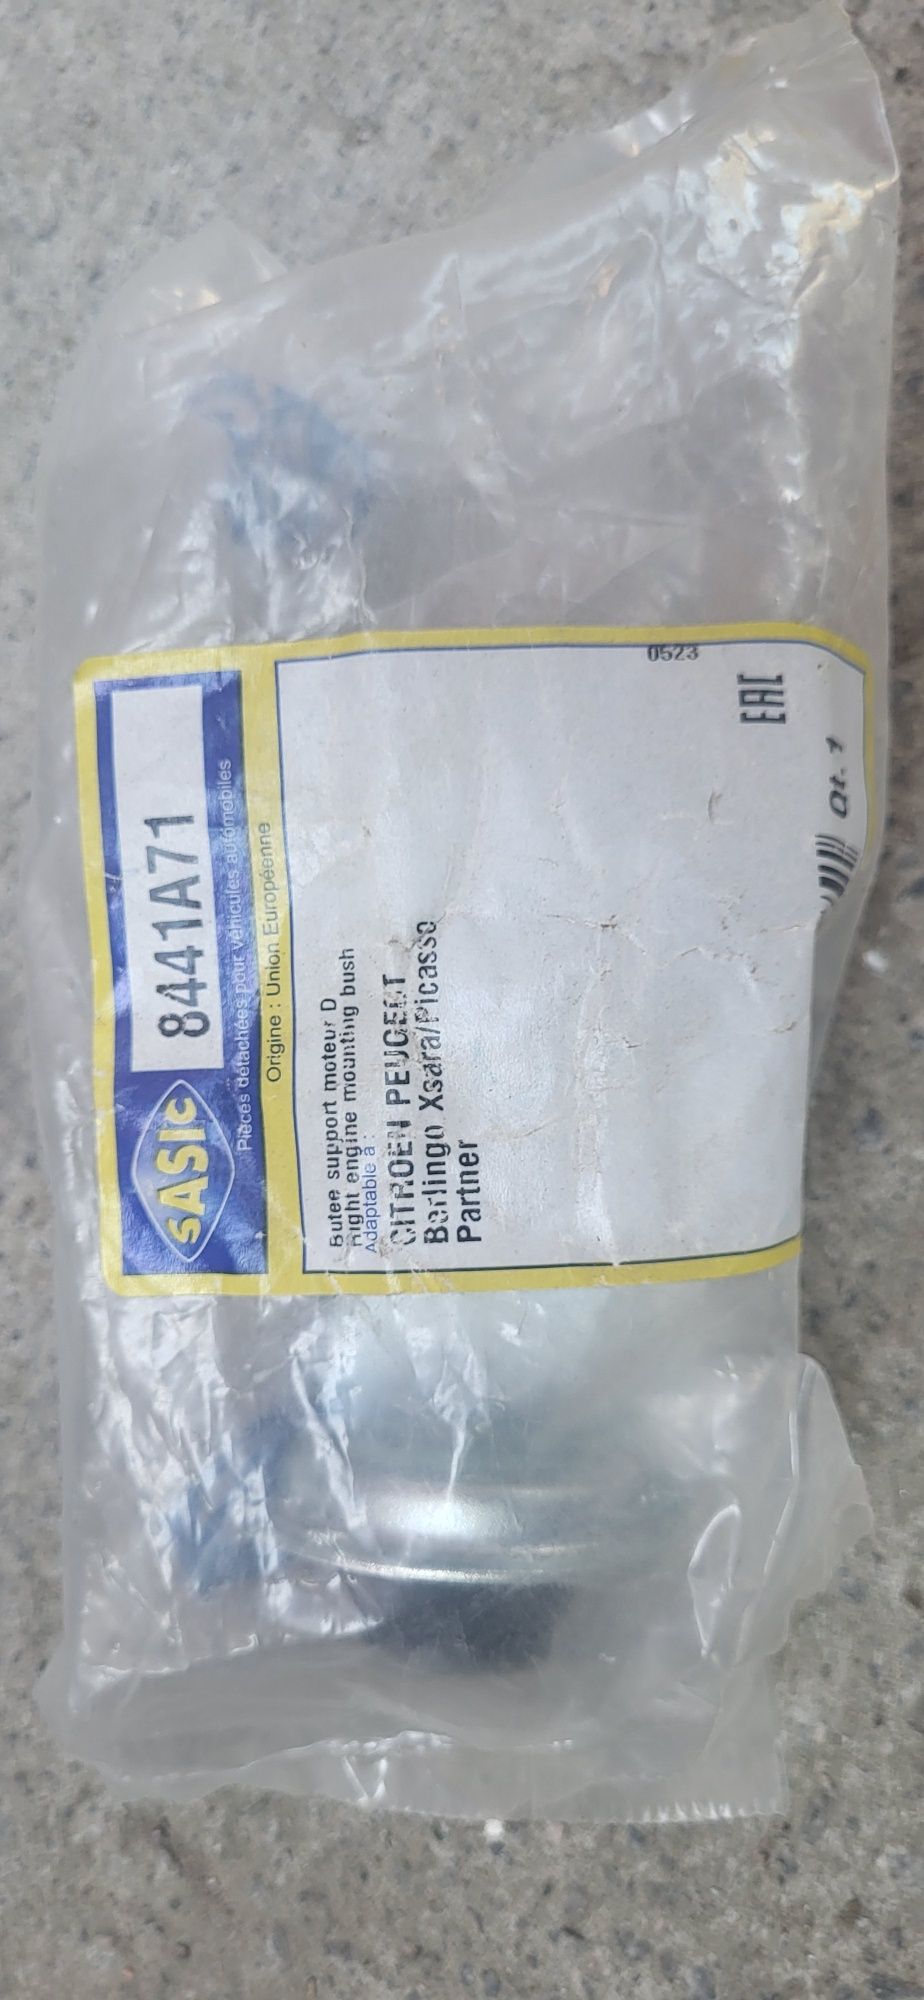 SASIC
8441A71
Pièces détachées pour véhicules automobiles
Origine : Union Européenne
Butee support moteur D
Right engine mounting bush
Adaptable à :
CITROEN PEUGEOT
Berlingo Xsara/Picasso
Partner
0523
EAC
Qt. 1